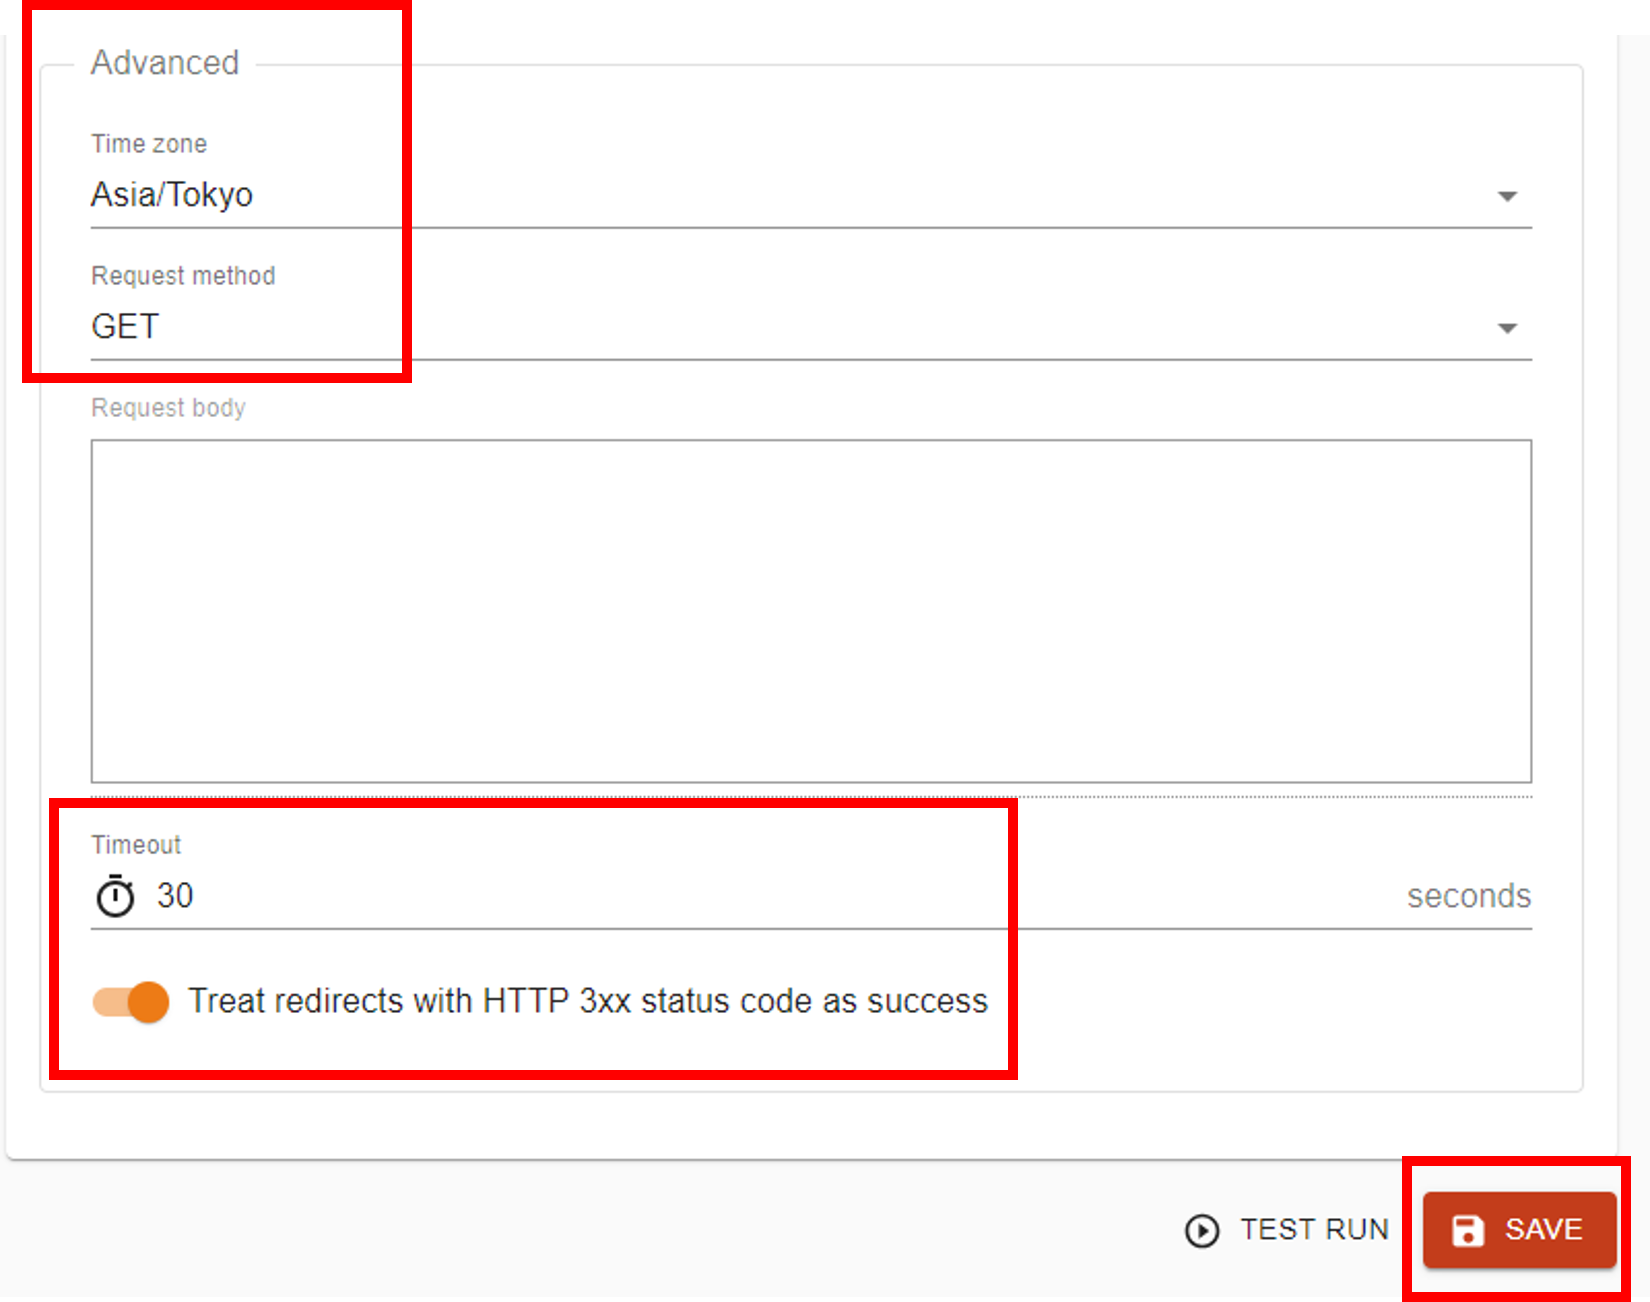 Advanced
Time zone
Asia/Tokyo
Request method
GET
Request body
Timeout
30 seconds
Treat redirects with HTTP 3xx status code as success
TEST RUN SAVE